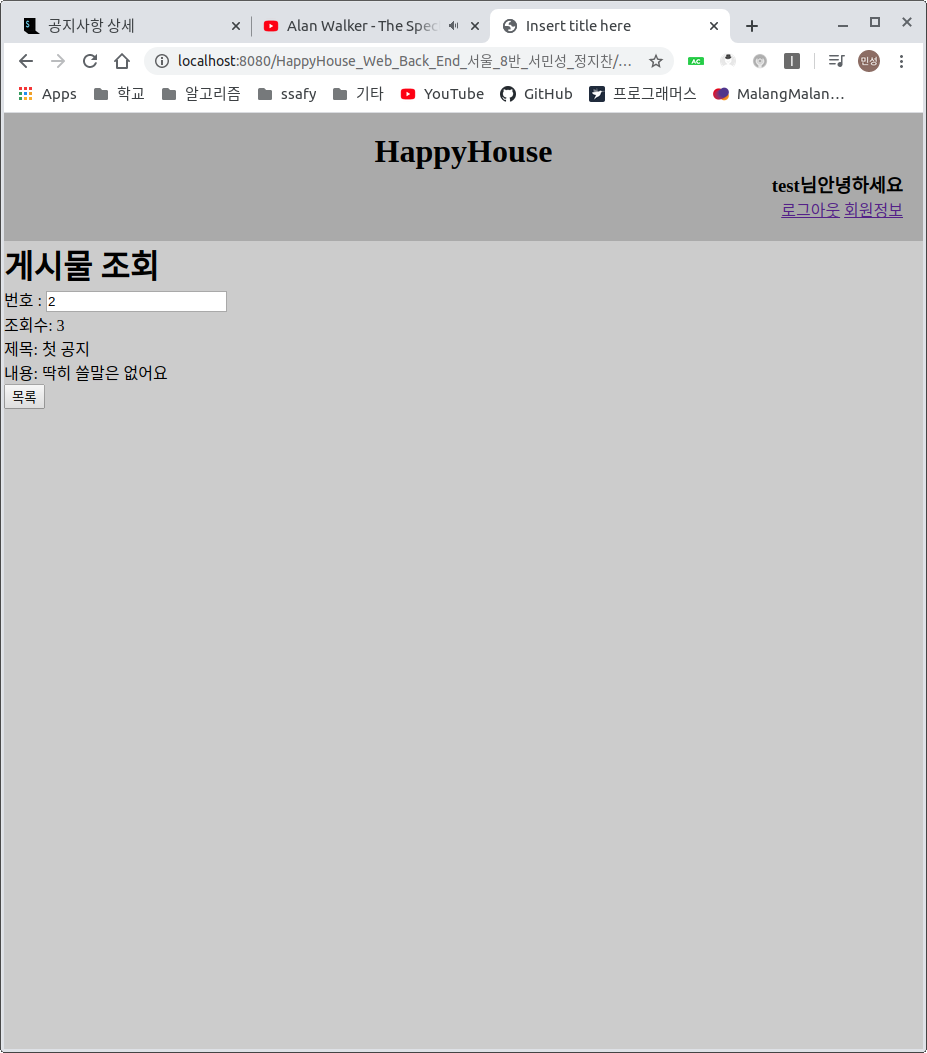 공지사항 상세
Alan Walker - The Spec
Insert title here
localhost:8080/HappyHouse_Web_Back_End_서울_8반_서민성_정지찬/...
AC
민성
Apps
학교
알고리즘
ssafy
기타
YouTube
GitHub
프로그래머스
MalangMalan...
HappyHouse
test님안녕하세요
로그아웃 회원정보
게시물 조회
번호 : 2
조회수: 3
제목: 첫 공지
내용: 딱히 쓸말은 없어요
목록